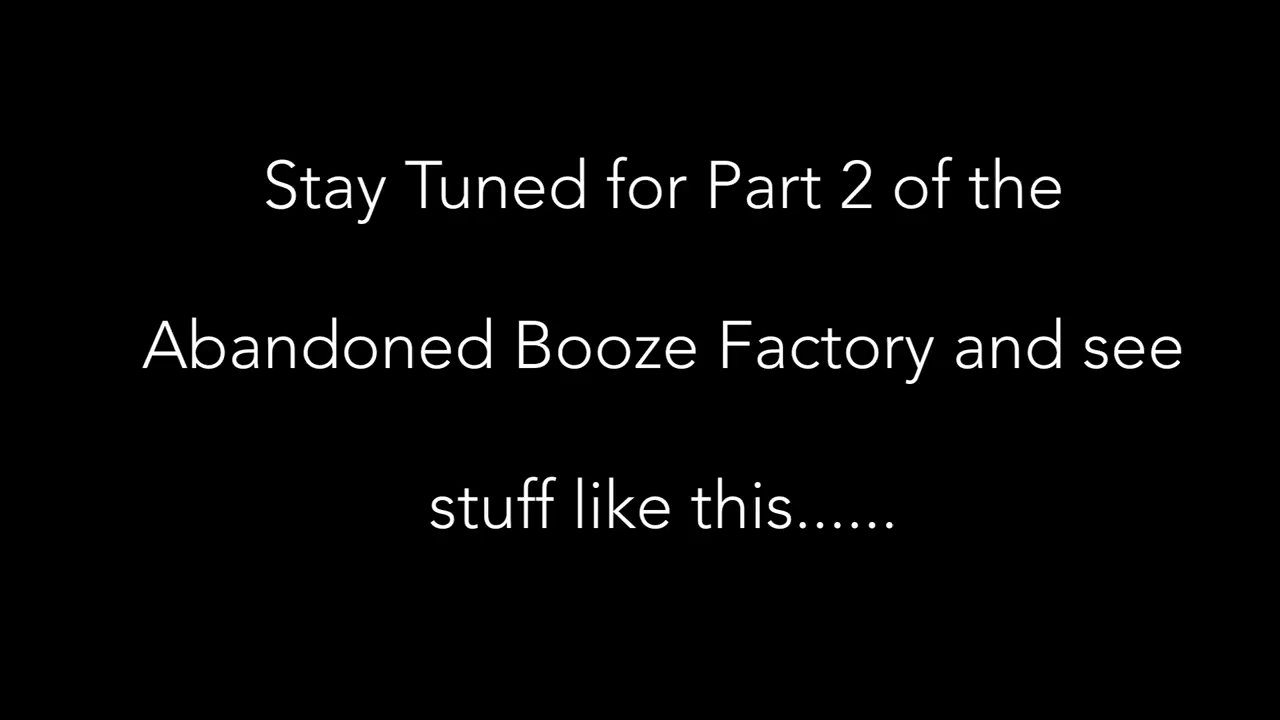 Stay Tuned for Part 2 of the
Abandoned Booze Factory and see
stuff like this......